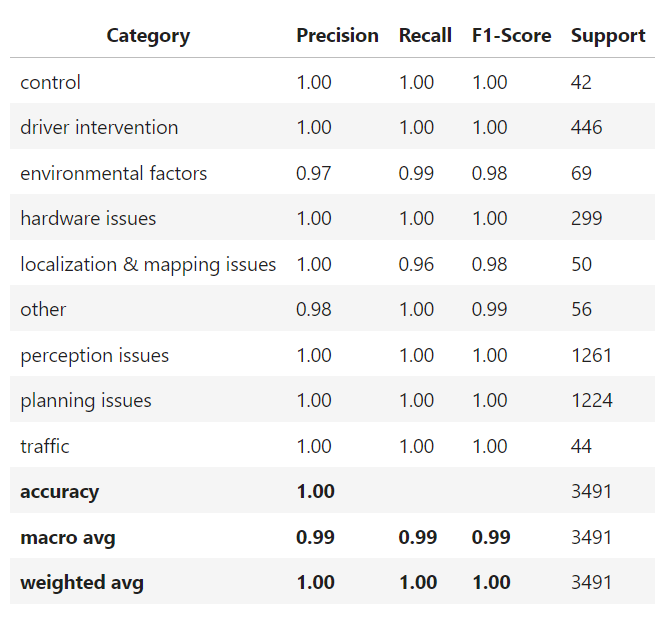 Category Precision Recall F1-Score Support
control 1.00 1.00 1.00 42
driver intervention 1.00 1.00 1.00 446
environmental factors 0.97 0.99 0.98 69
hardware issues 1.00 1.00 1.00 299
localization & mapping issues 1.00 0.96 0.98 50
other 0.98 1.00 0.99 56
perception issues 1.00 1.00 1.00 1261
planning issues 1.00 1.00 1.00 1224
traffic 1.00 1.00 1.00 44
accuracy 1.00 3491
macro avg 0.99 0.99 0.99 3491
weighted avg 1.00 1.00 1.00 3491